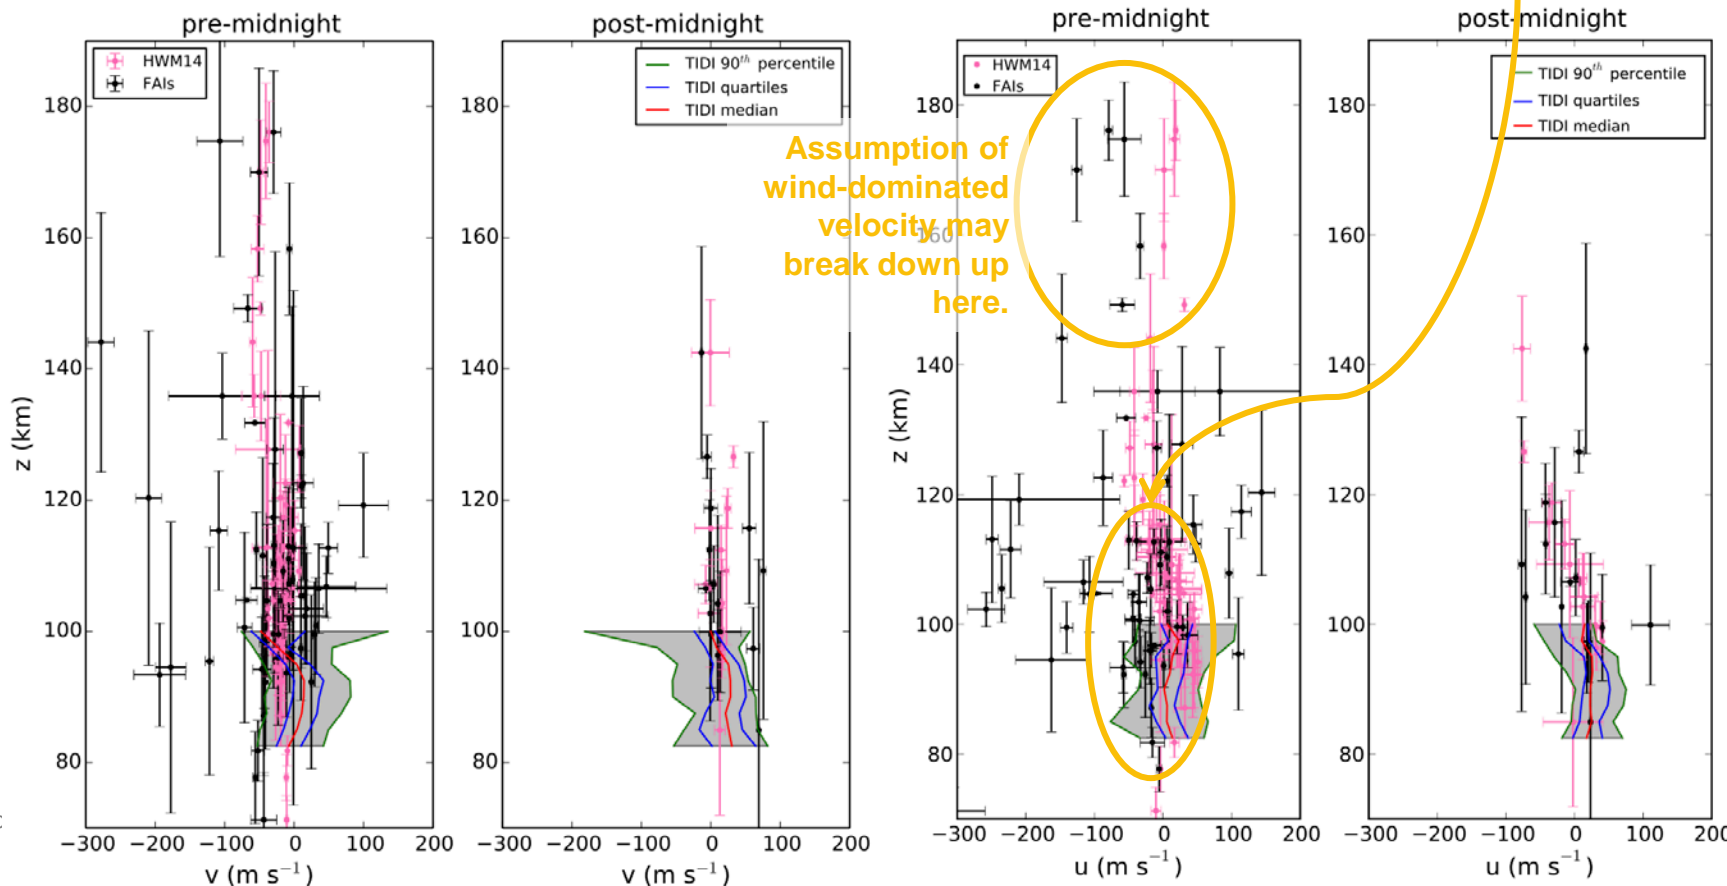 pre-midnight
HWM14
FAIs
180
160
140
120
100
80
z (km)
−300 −200 −100 0 100 200
v (m s⁻¹)
post-midnight
TIDI 90ᵗʰ percentile
TIDI quartiles
TIDI median
180
160
140
120
100
80
−300 −200 −100 0 100 200
v (m s⁻¹)
Assumption of
wind-dominated
velocity may
break down up
here.
pre-midnight
HWM14
FAIs
180
160
140
120
100
80
z (km)
−300 −200 −100 0 100 200
u (m s⁻¹)
post-midnight
TIDI 90ᵗʰ percentile
TIDI quartiles
TIDI median
180
160
140
120
100
80
−300 −200 −100 0 100 200
u (m s⁻¹)